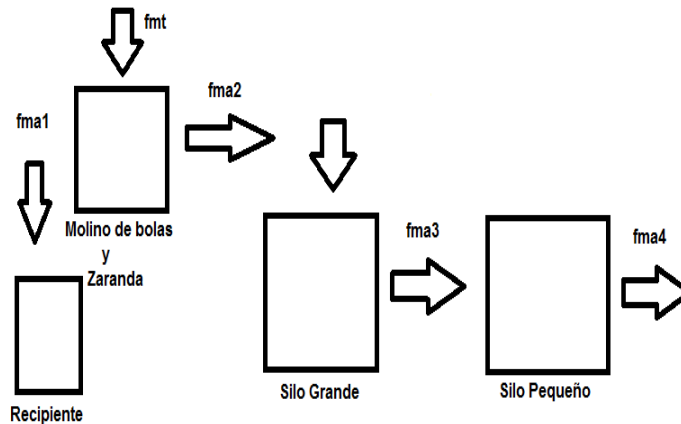 fmt
fma1
fma2
Molino de bolas
y
Zaranda
fma3
fma4
Silo Grande
Silo Pequeño
Recipiente